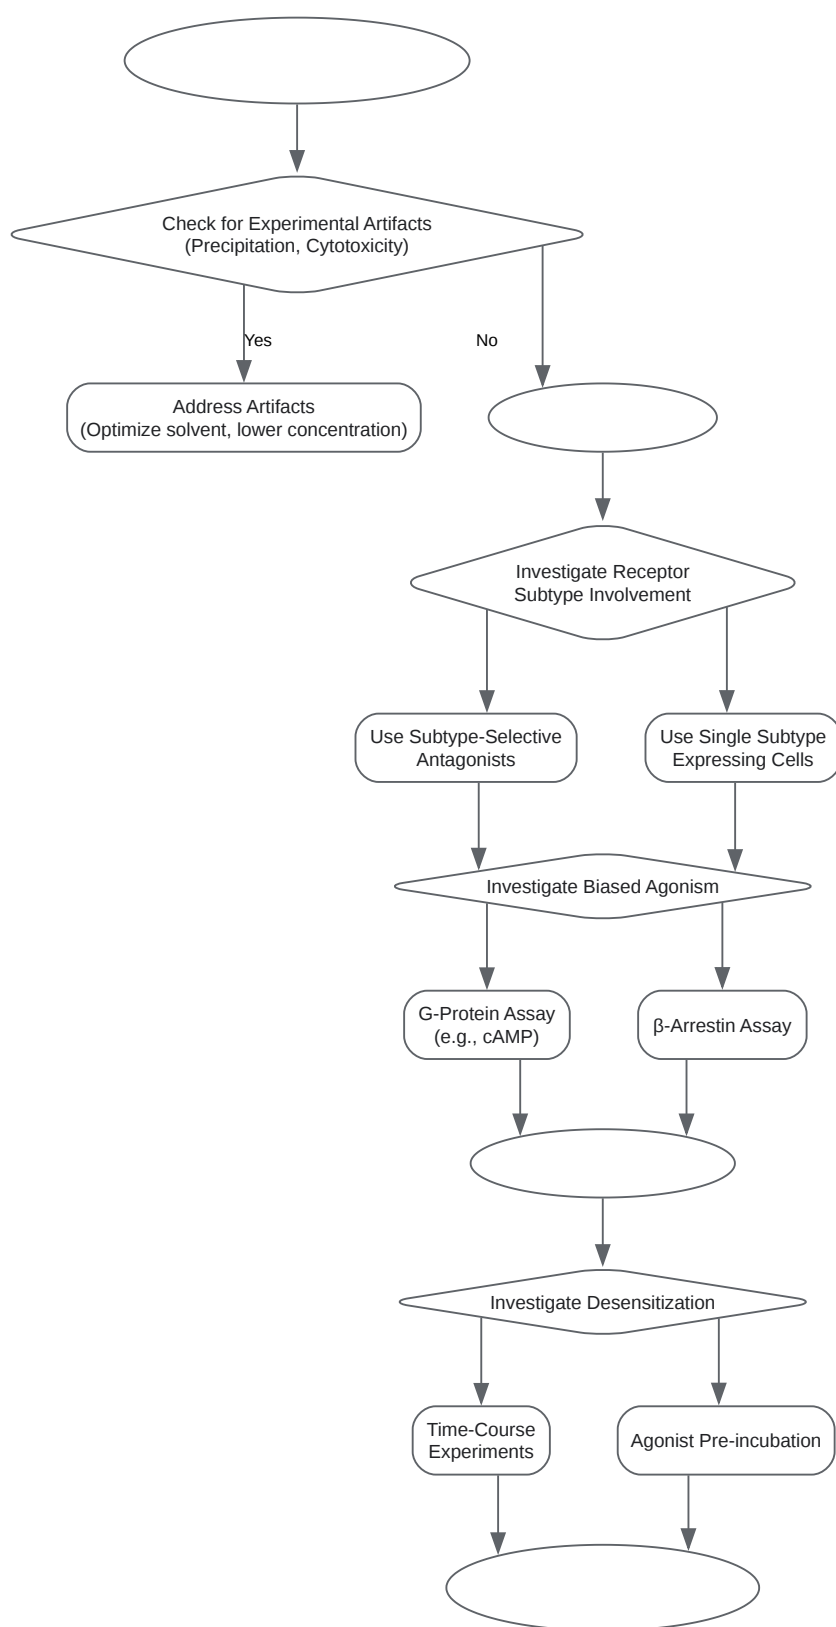 Check for Experimental Artifacts
(Precipitation, Cytotoxicity)
Yes
No
Address Artifacts
(Optimize solvent, lower concentration)
Investigate Receptor
Subtype Involvement
Use Subtype-Selective
Antagonists
Use Single Subtype
Expressing Cells
Investigate Biased Agonism
G-Protein Assay
(e.g., cAMP)
β-Arrestin Assay
Investigate Desensitization
Time-Course
Experiments
Agonist Pre-incubation